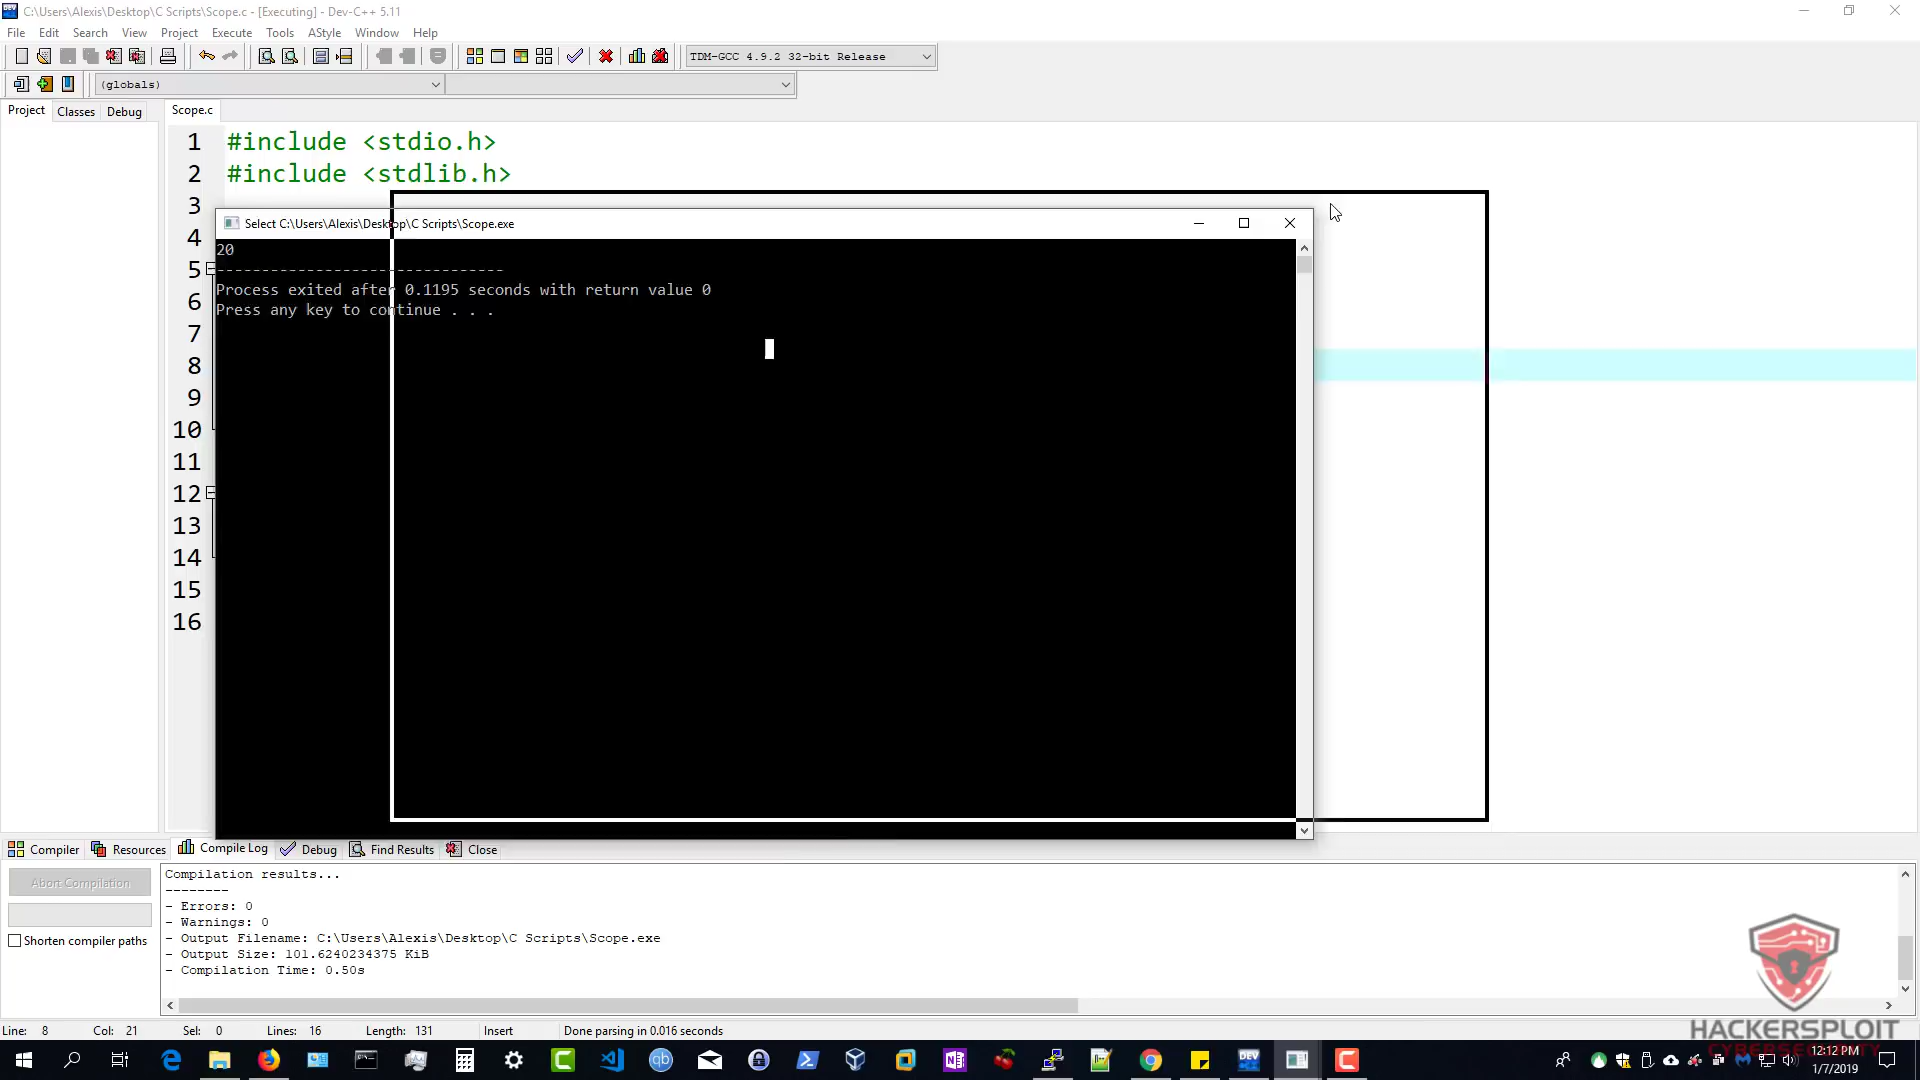 C:\Users\Alexis\Desktop\C Scripts\Scope.c - [Executing] - Dev-C++ 5.11
File Edit Search View Project Execute Tools AStyle Window Help
TDM-GCC 4.9.2 32-bit Release
(globals)
Project Classes Debug Scope.c
1 #include <stdio.h>
2 #include <stdlib.h>
3
Select C:\Users\Alexis\Desktop\C Scripts\Scope.exe
4
20
5
--------------------------------
Process exited after 0.1195 seconds with return value 0
6
Press any key to continue . . .
7
8
9
10
11
12
13
14
15
16
Compiler Resources Compile Log Debug Find Results Close
Abort Compilation
Shorten compiler paths
Compilation results...
--------
- Errors: 0
- Warnings: 0
- Output Filename: C:\Users\Alexis\Desktop\C Scripts\Scope.exe
- Output Size: 101.6240234375 KiB
- Compilation Time: 0.50s
Line: 8 Col: 21 Sel: 0 Lines: 16 Length: 131 Insert Done parsing in 0.016 seconds
HACKERSPLOIT
CYBERSECURITY
12:12 PM
1/7/2019